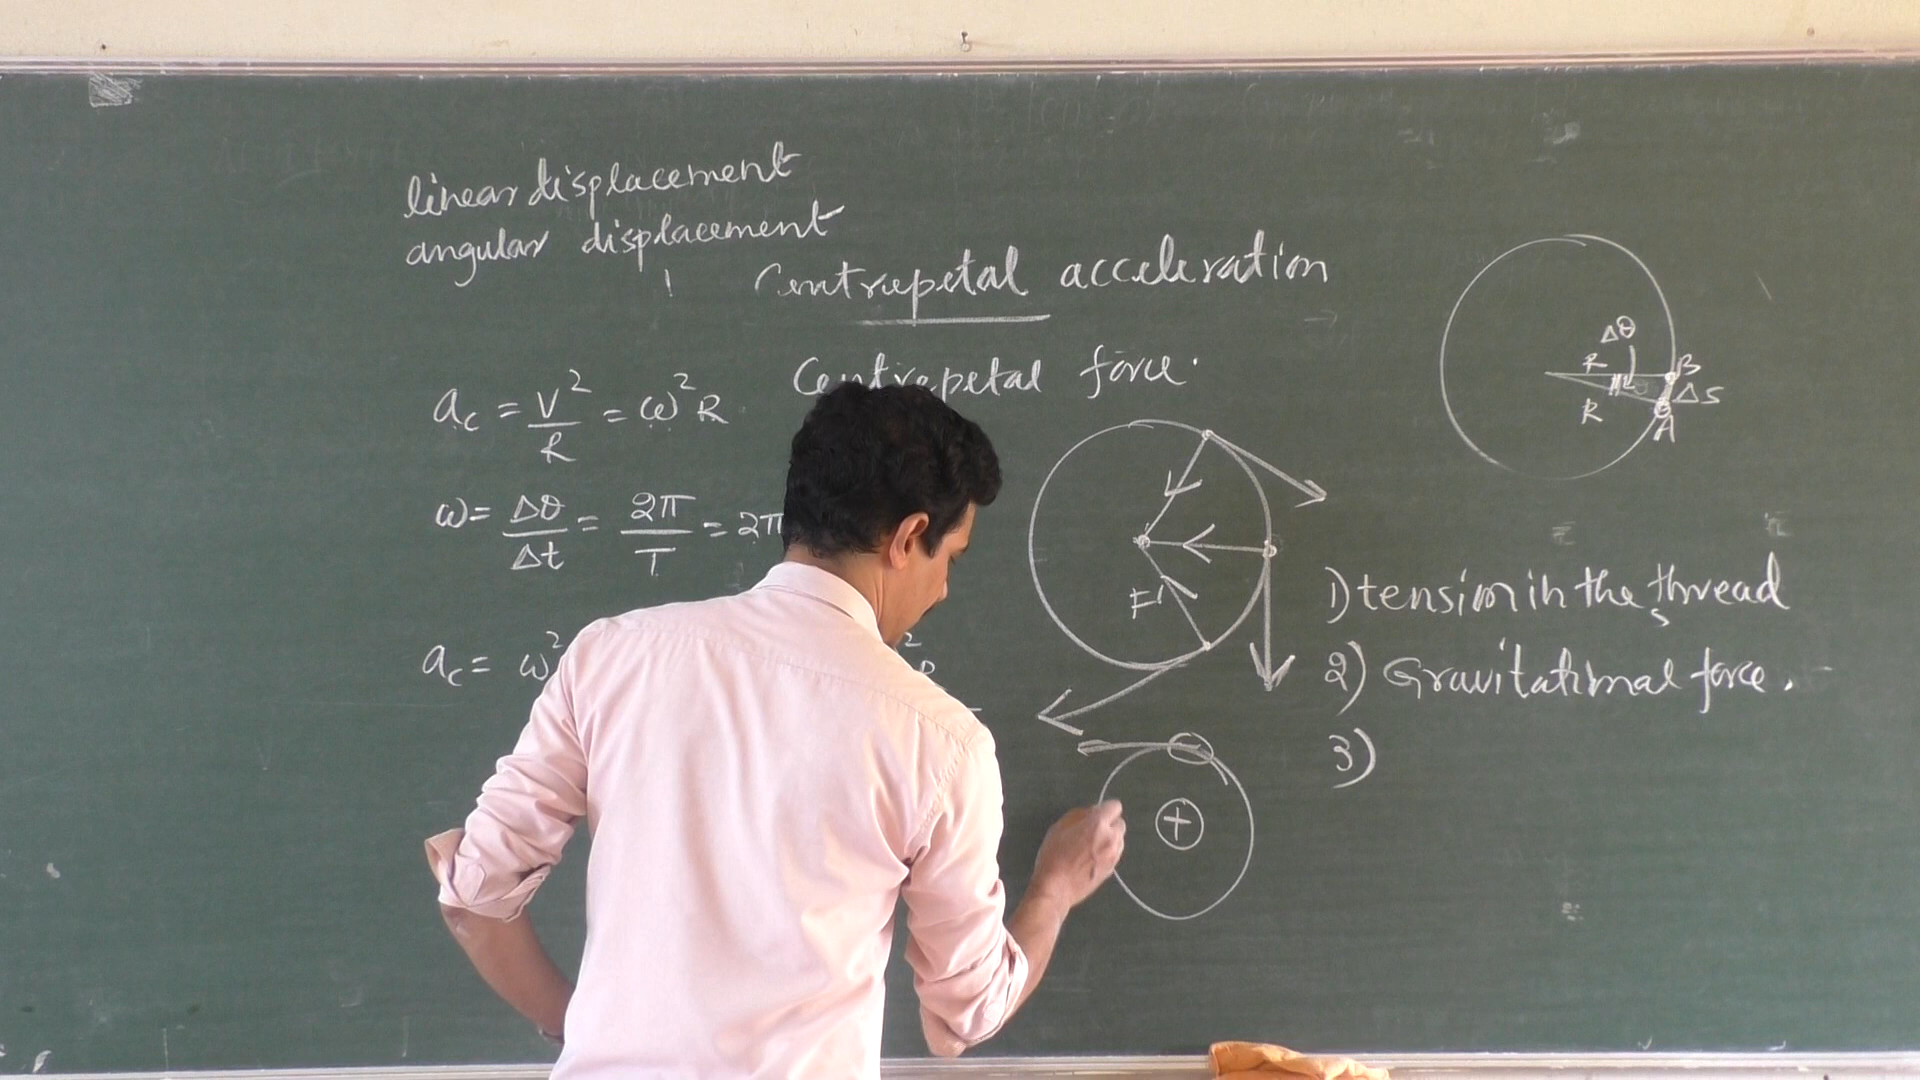 linear displacement
angular displacement
Centripetal acceleration
Centripetal force.
a_c = V²/R = ω²R
ω = Δθ/Δt = 2π/T = 2π
a_c = ω²
Δθ
R
B
R
ΔS
A
F
1) tension in the thread
2) Gravitational force.
3)
+